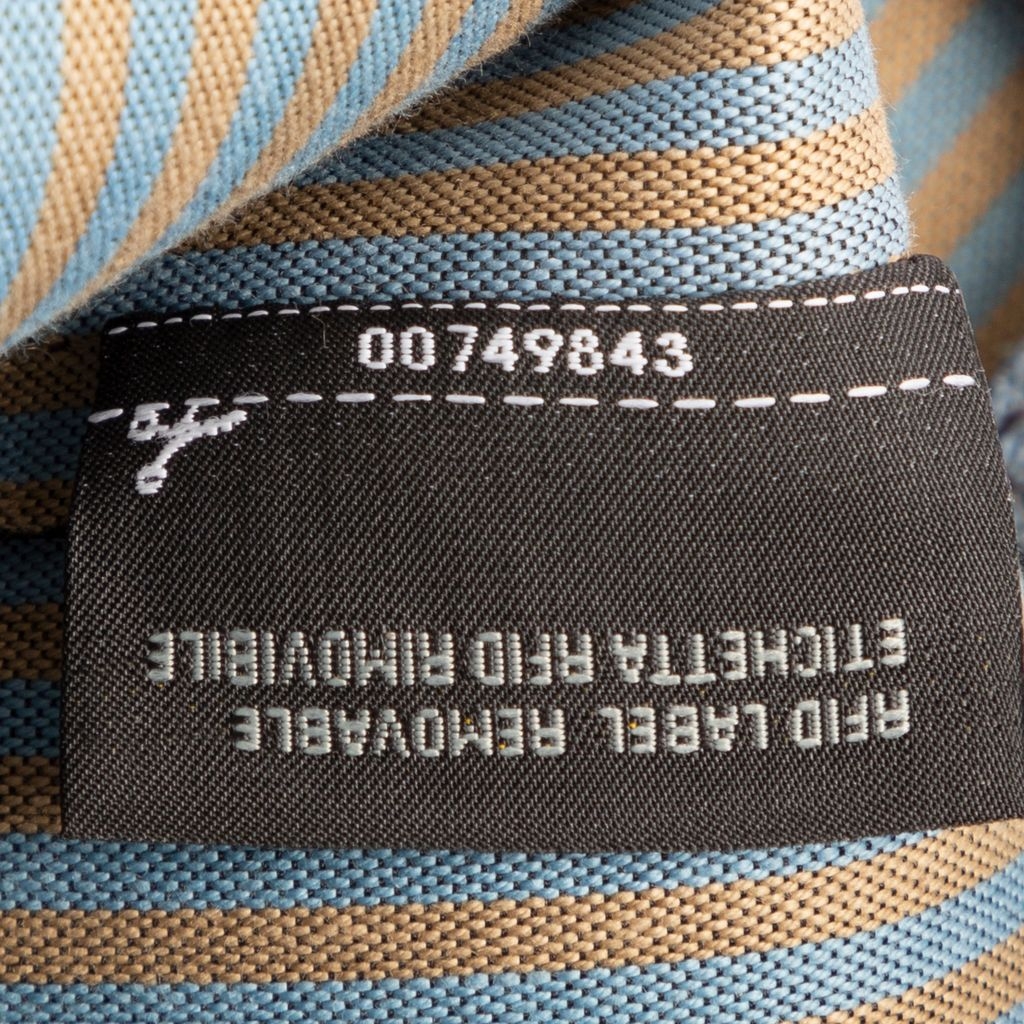 00749843
RFID LABEL REMOVABLE
ETICHETTA RFID RIMOVIBILE